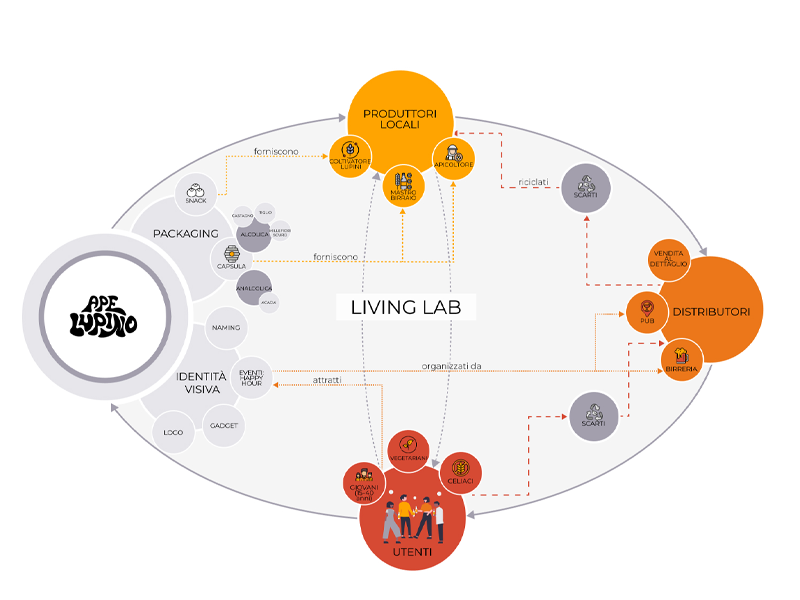 PRODUTTORI
LOCALI
COLTIVATORE
LUPINI
MASTRO
BIRRAIO
APICOLTORE
forniscono
riciclati
SCARTI
SNACK
PACKAGING
CASTAGNO
TIGLIO
MILLEFIORI
SCURO
ALCOLICA
CAPSULA
forniscono
ANALCOLICA
ACACIA
VENDITA
AL
DETTAGLIO
PUB
DISTRIBUTORI
BIRRERIA
APE
LUPINO
LIVING LAB
NAMING
IDENTITÀ
VISIVA
EVENTI:
HAPPY
HOUR
organizzati da
attratti
LOGO
GADGET
SCARTI
VEGETARIANI
GIOVANI
(15-40
anni)
CELIACI
UTENTI